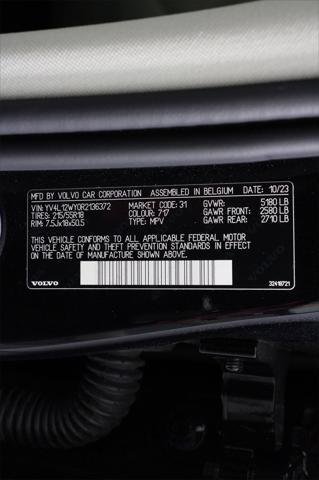 MFD BY VOLVO CAR CORPORATION ASSEMBLED IN BELGIUM DATE: 10/23
VIN: YV4L12WY0R2136372 MARKET CODE: 31 GVWR: 5180 LB
TIRES: 215/55R18 COLOUR: 717 GAWR FRONT: 2580 LB
RIM: 7.5Jx18x50.5 TYPE: MPV GAWR REAR: 2710 LB
THIS VEHICLE CONFORMS TO ALL APPLICABLE FEDERAL MOTOR
VEHICLE SAFETY AND THEFT PREVENTION STANDARDS IN EFFECT
ON THE DATE OF MANUFACTURE SHOWN ABOVE.
VOLVO 32419721